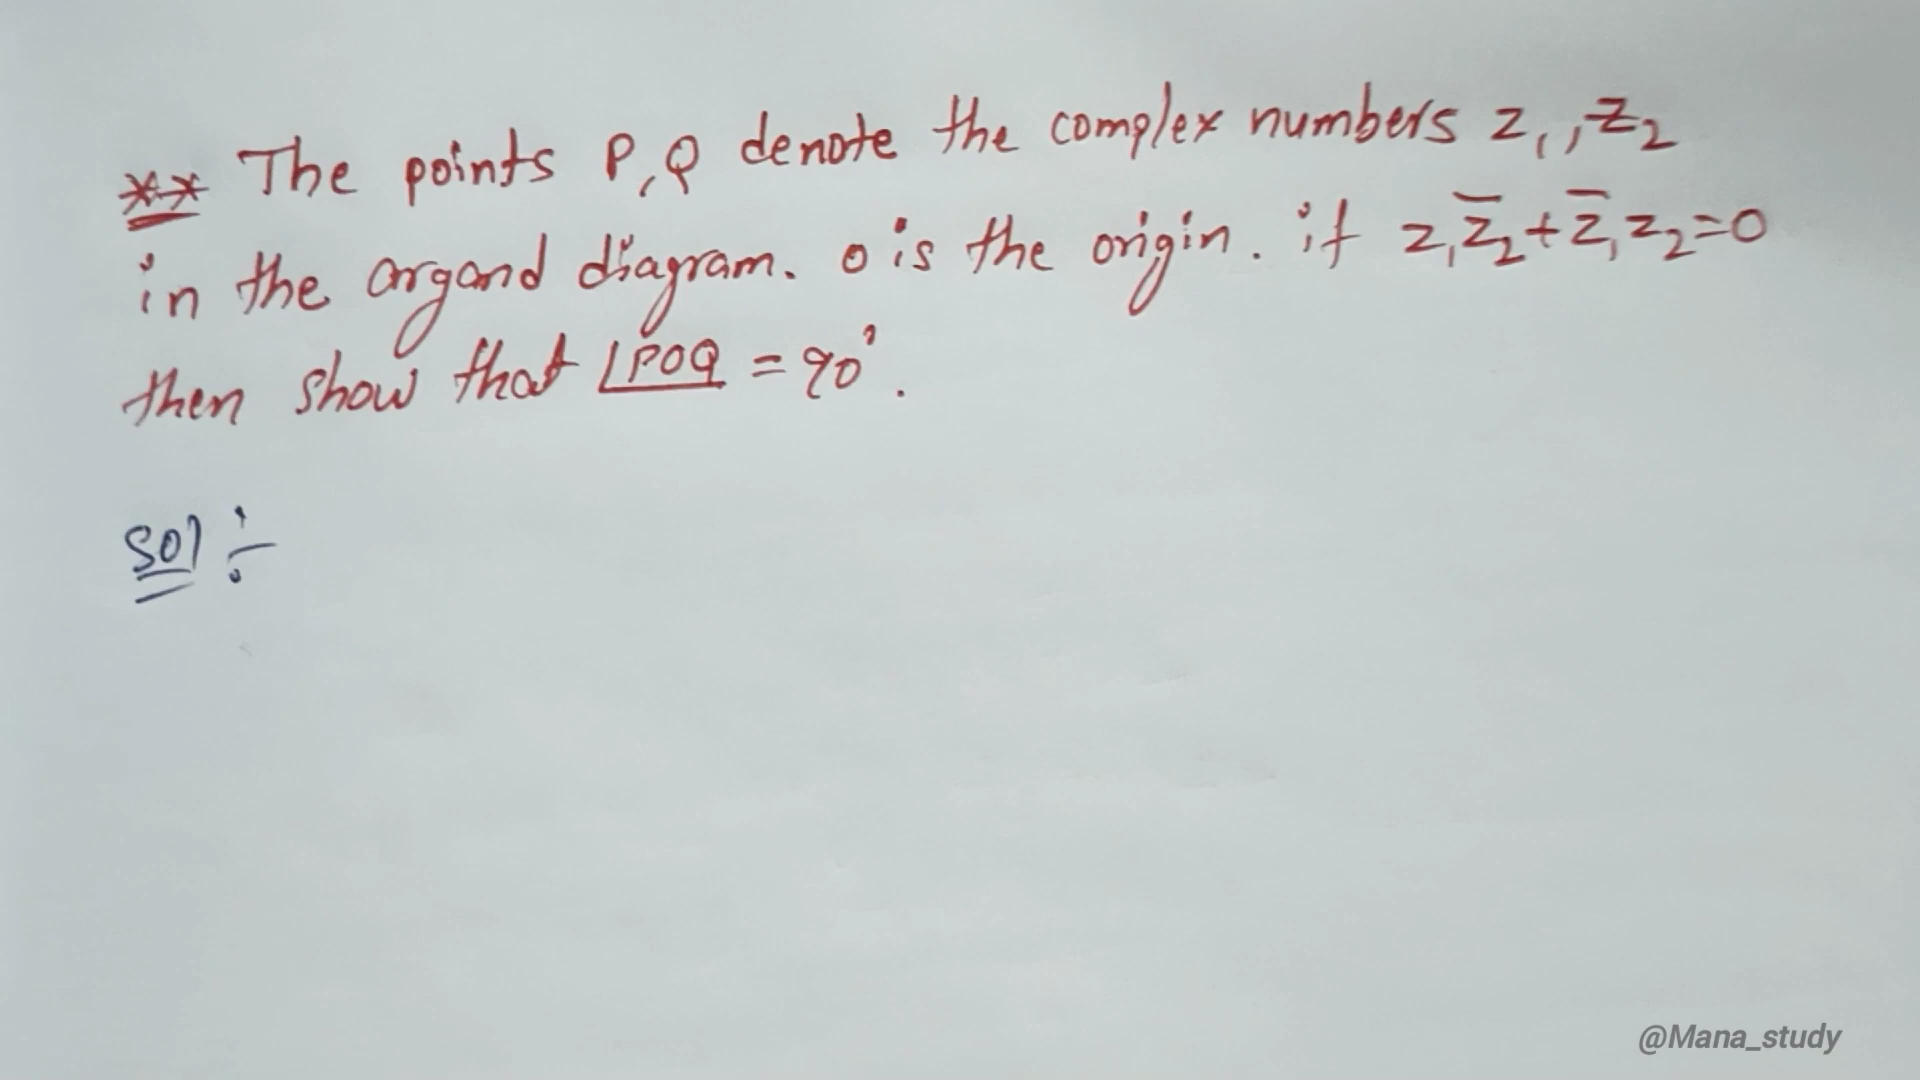 ** The points P,Q denote the complex numbers z₁,z₂
in the argand diagram. o is the origin. if z₁z̄₂+z̄₁z₂=0
then show that ∠POQ = 90°.
Sol ÷
@Mana_study